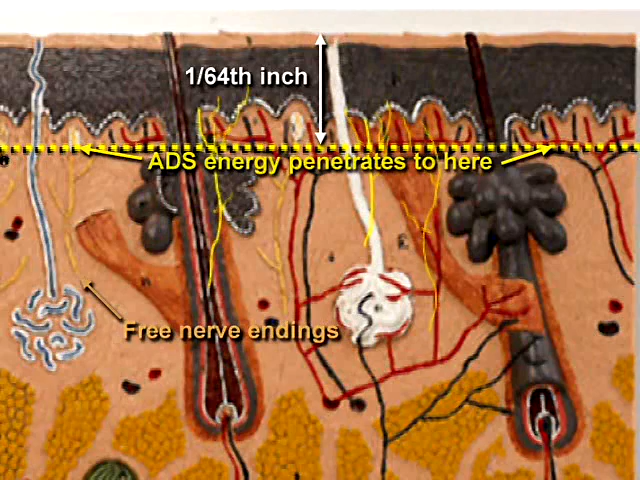 1/64th inch
ADS energy penetrates to here
Free nerve endings